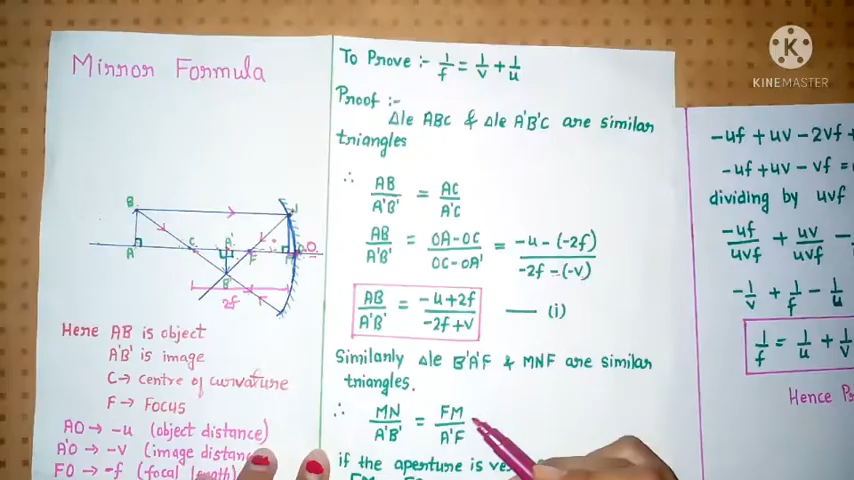 Mirror Formula
B
N
A
C
A'
F
M
O
B'
2f
Here AB is object
A'B' is image
C→ centre of curvature
F→ Focus
AO → -u (object distance)
A'O → -v (image distance
FO → -f (focal length)
To Prove :- 1/f = 1/v + 1/u
Proof :-
Δle ABC & Δle A'B'C are similar
triangles
∴ AB/A'B' = AC/A'C
AB/A'B' = OA-OC/OC-OA' = -u-(-2f)/-2f-(-v)
AB/A'B' = -u+2f/-2f+v —— (i)
Similarly Δle B'A'F & MNF are similar
triangles.
∴ MN/A'B' = FM/A'F
if the aperture is
-uf + uv - 2vf +
-uf + uv - vf =
dividing by uvf
-uf/uvf + uv/uvf -
-1/v + 1/f - 1/u
1/f = 1/u + 1/v
Hence
K
KINEMASTER